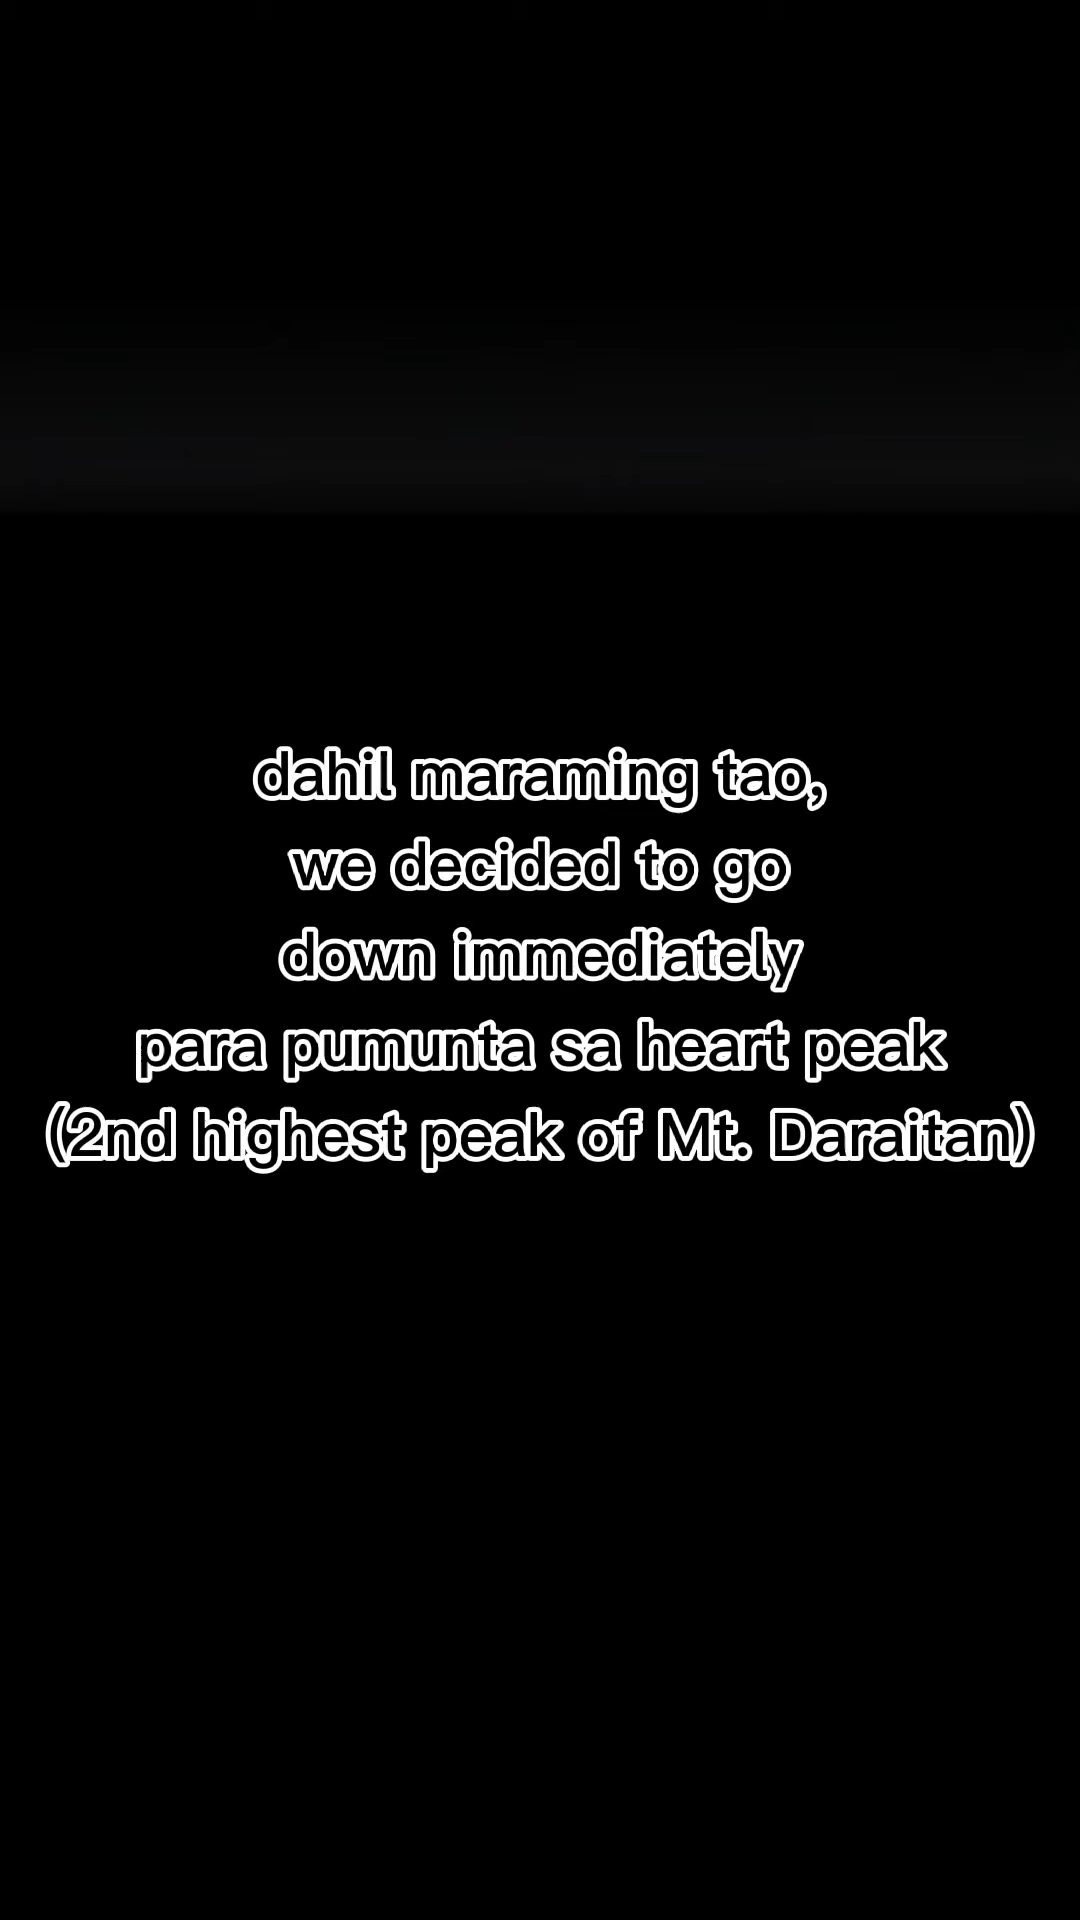 dahil maraming tao,
we decided to go
down immediately
para pumunta sa heart peak
(2nd highest peak of Mt. Daraitan)